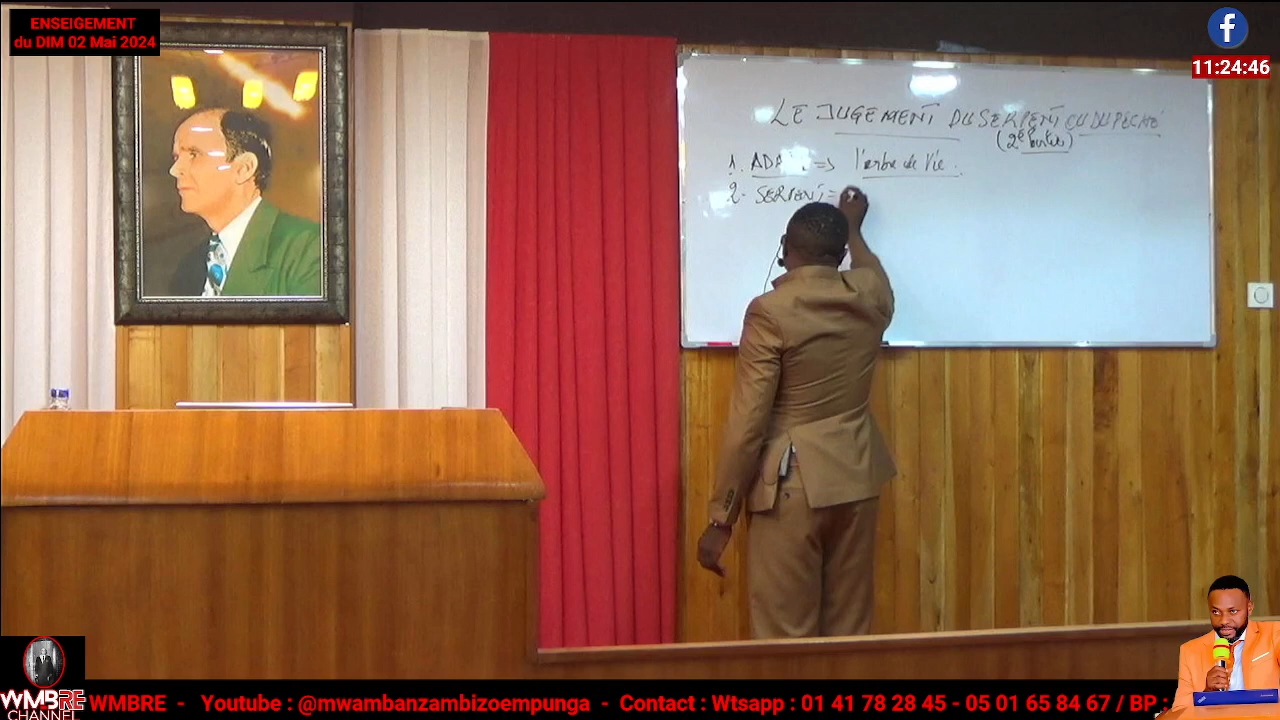 ENSEIGEMENT
du DIM 02 Mai 2024
11:24:46
LE JUGEMENT DU SERPENT OU DU PECHE
(2e Partie)
1. ADAM => l'arbre de Vie.
2- SERPENT =
WMBRE
CHANNEL
WMBRE - Youtube : @mwambanzambizoempunga - Contact : Wtsapp : 01 41 78 28 45 - 05 01 65 84 67 / BP :